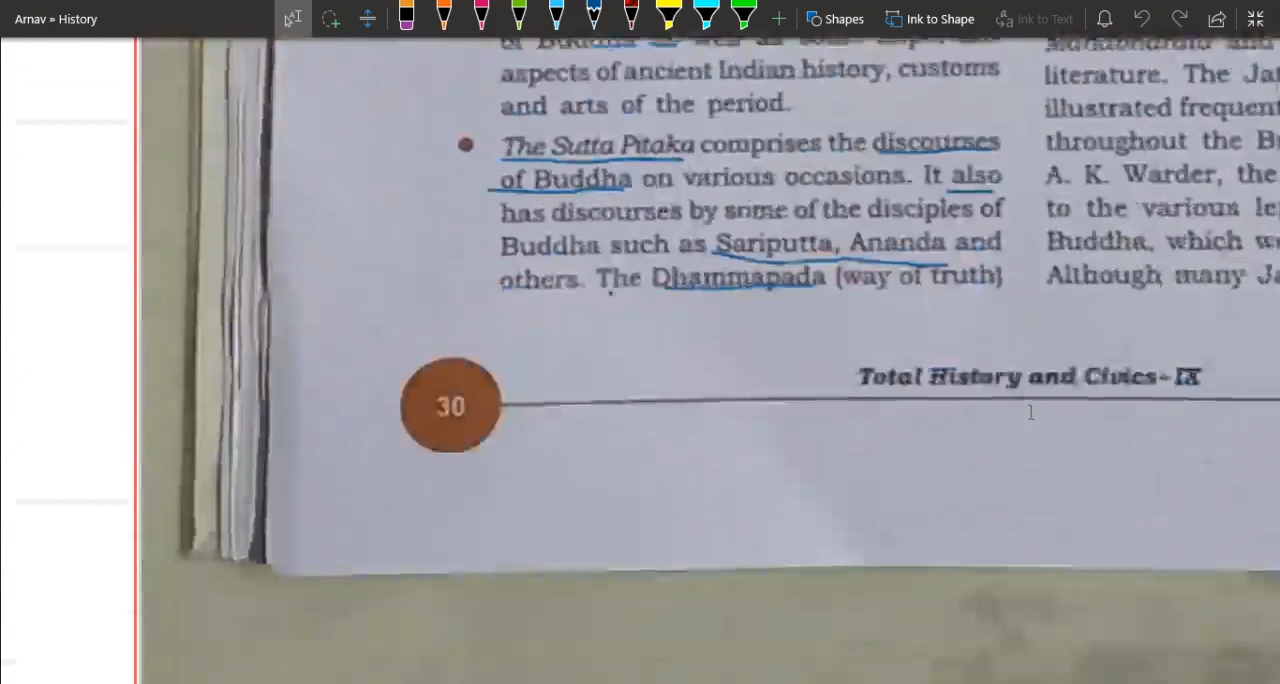 Arnav » History
Shapes
Ink to Shape
Ink to Text
aspects of ancient Indian history, customs
and arts of the period.
The Sutta Pitaka comprises the discourses
of Buddha on various occasions. It also
has discourses by some of the disciples of
Buddha such as Sariputta, Ananda and
others. The Dhammapada (way of truth)
literature. The Ja
illustrated frequen
throughout the B
A. K. Warder, the
to the various le
Buddha, which w
Although many Ja
Total History and Civics-IX
30